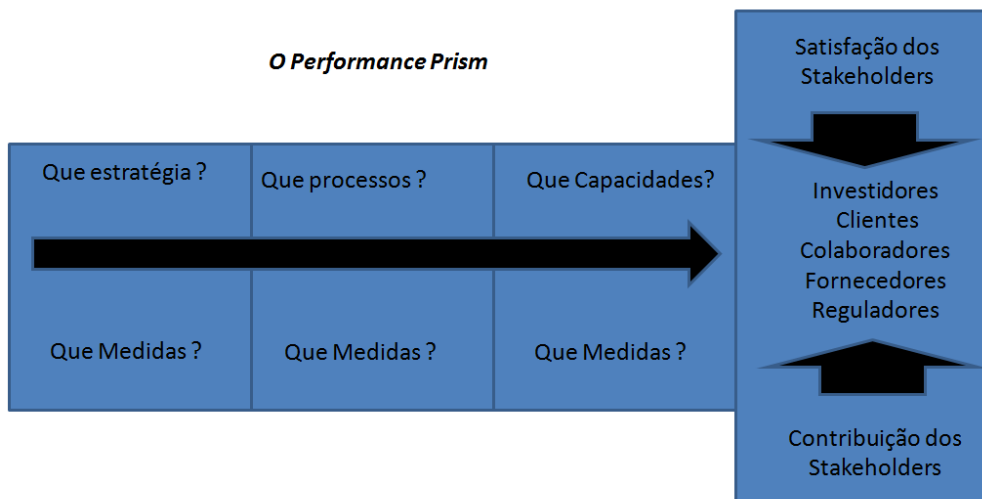 O Performance Prism
Que estratégia ?
Que processos ?
Que Capacidades?
Que Medidas ?
Que Medidas ?
Que Medidas ?
Satisfação dos
Stakeholders
Investidores
Clientes
Colaboradores
Fornecedores
Reguladores
Contribuição dos
Stakeholders